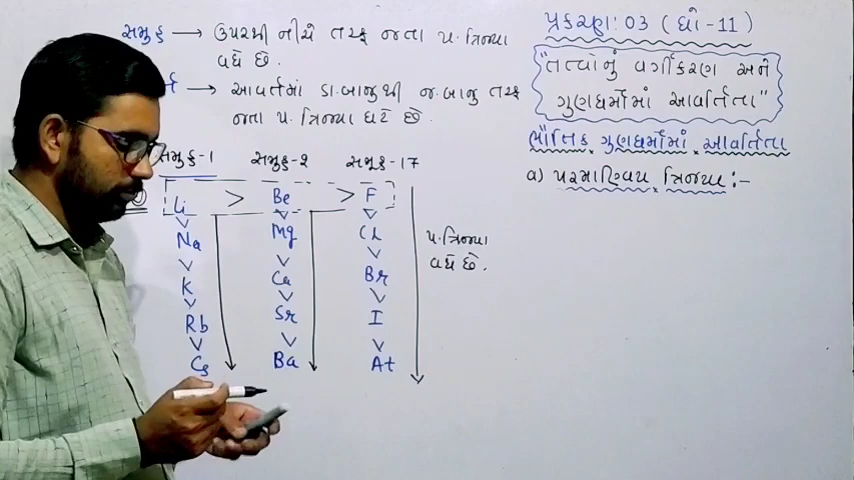 સમુહ → ઉપરથી નીચે તરફ જતા પ. ત્રિજ્યા
વધે છે.
→ આવર્તમાં ડા.બાજુથી જ.બાજુ તરફ
જતા પ. ત્રિજ્યા ઘટે છે.
પ્રકરણ: 03 ( ધો - 11 )
"તત્વોનું વર્ગીકરણ અને
ગુણધર્મોમાં આવર્તિતા"
ભૌતિક ગુણધર્મોમાં આવર્તિતા
a) પરમાણ્વિય ત્રિજ્યા :-
સમુહ-1 સમુહ-2 સમુહ-17
Li > Be > F
Na Mg Cl
K Ca Br
Rb Sr I
Cs Ba At
પ. ત્રિજ્યા
વધે છે.